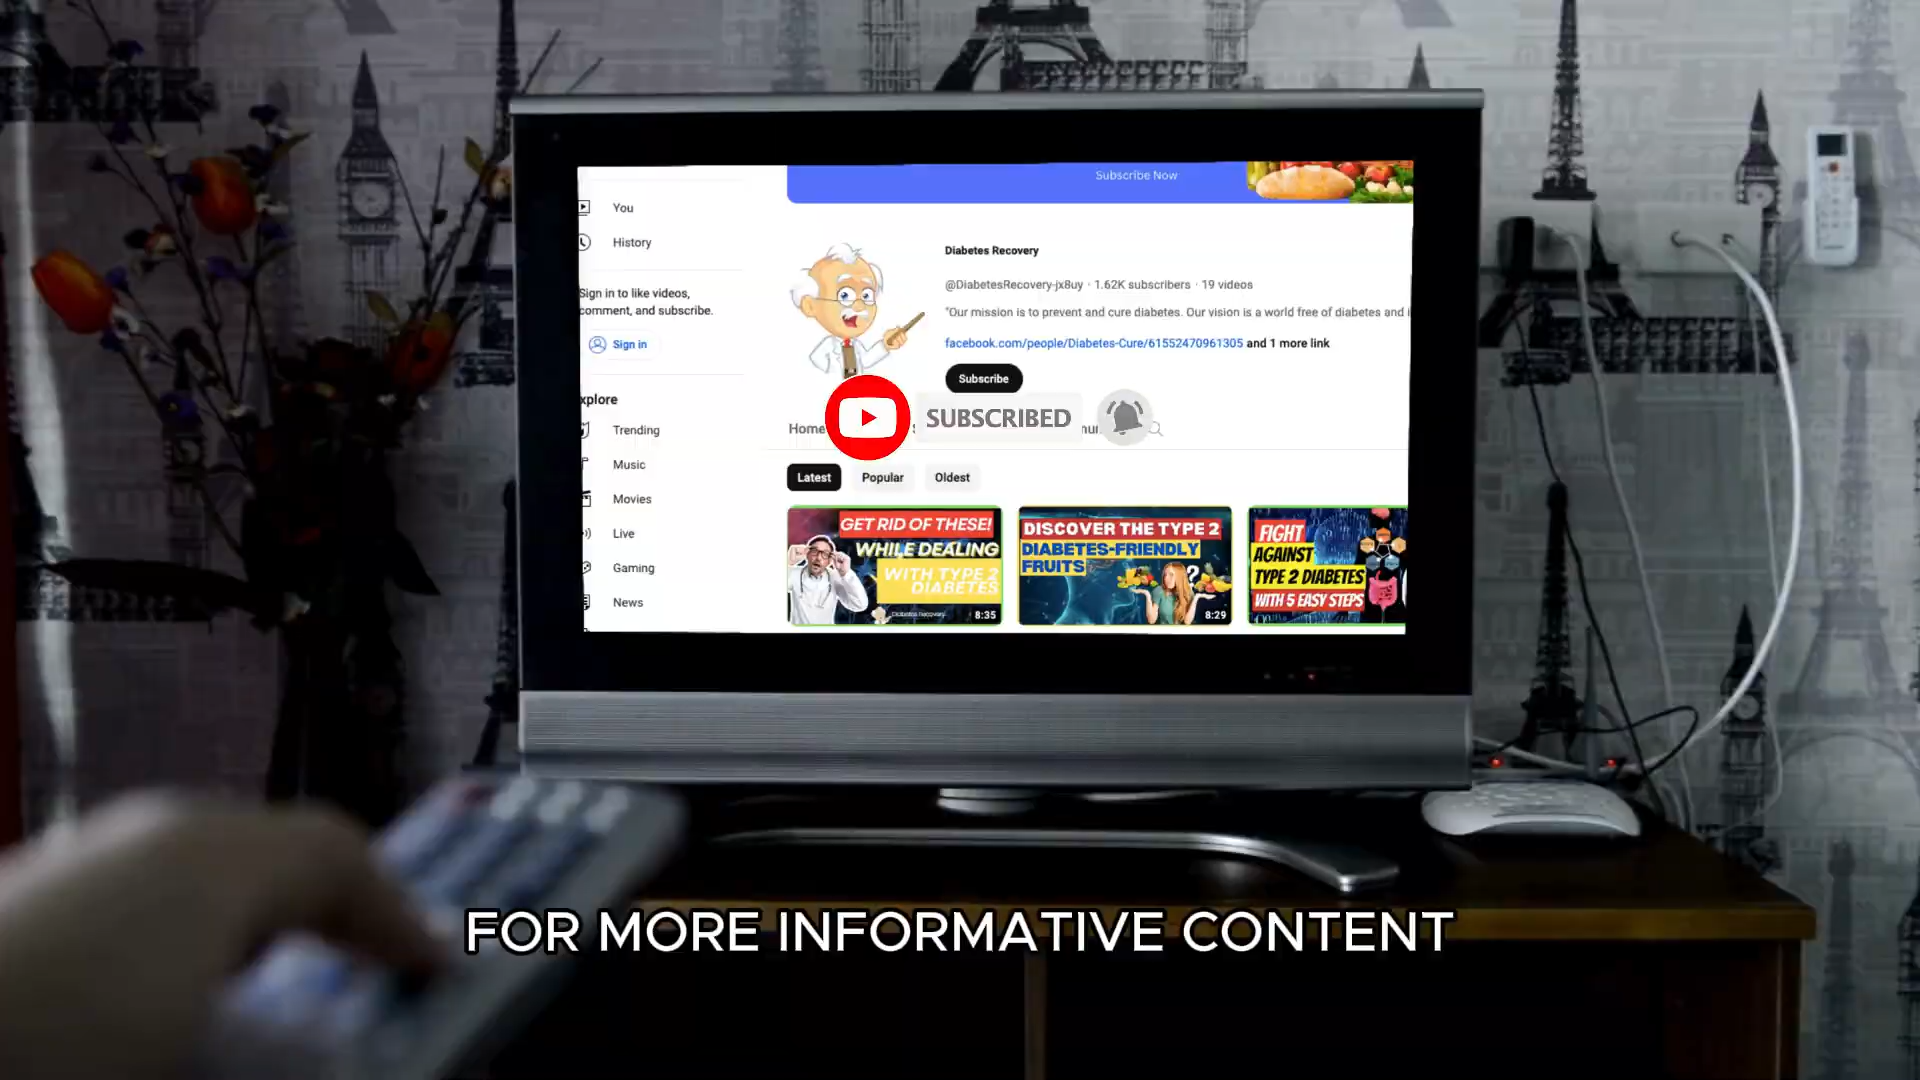 Subscribe Now
You
History
Sign in to like videos,
comment, and subscribe.
Sign in
xplore
Trending
Music
Movies
Live
Gaming
News
Diabetes Recovery
@DiabetesRecovery-jx8uy · 1.62K subscribers · 19 videos
"Our mission is to prevent and cure diabetes. Our vision is a world free of diabetes and i
facebook.com/people/Diabetes-Cure/61552470961305 and 1 more link
Subscribe
SUBSCRIBED
Home
Latest
Popular
Oldest
GET RID OF THESE!
WHILE DEALING
WITH TYPE 2
DIABETES
Diabetes Recovery
8:35
DISCOVER THE TYPE 2
DIABETES-FRIENDLY
FRUITS
?
8:29
FIGHT
AGAINST
TYPE 2 DIABETES
WITH 5 EASY STEPS
FOR MORE INFORMATIVE CONTENT